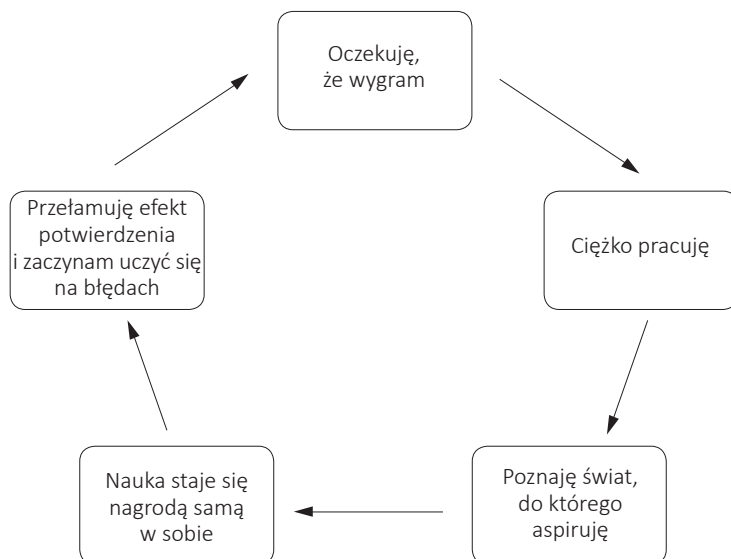 Oczekuję,
że wygram
Ciężko pracuję
Poznaję świat,
do którego
aspiruję
Nauka staje się
nagrodą samą
w sobie
Przełamuję efekt
potwierdzenia
i zaczynam uczyć się
na błędach